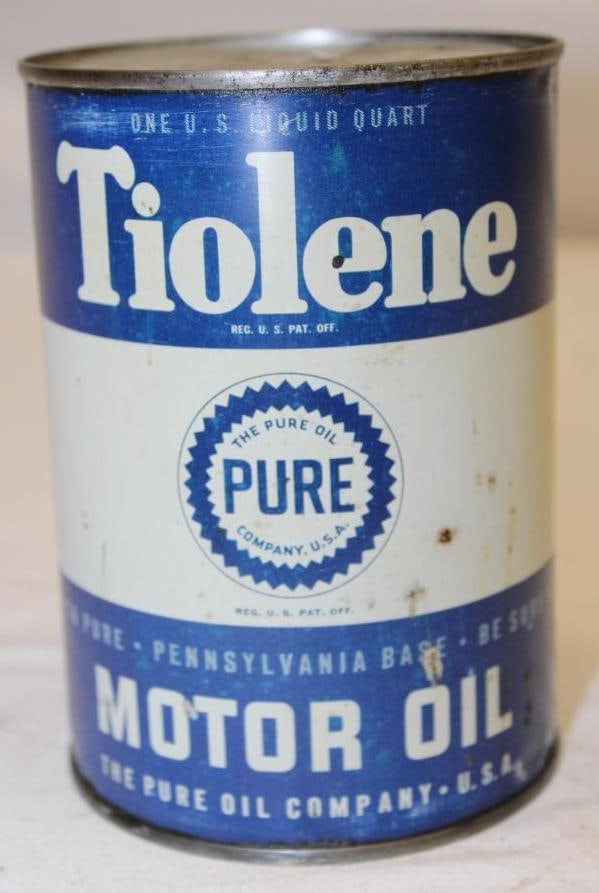 ONE U.S. LIQUID QUART
Tiolene
REG. U. S. PAT. OFF.
THE PURE OIL
PURE
COMPANY, U.S.A.
REG. U. S. PAT. OFF.
PURE • PENNSYLVANIA BASE • BE
MOTOR OIL
THE PURE OIL COMPANY • U.S.A.